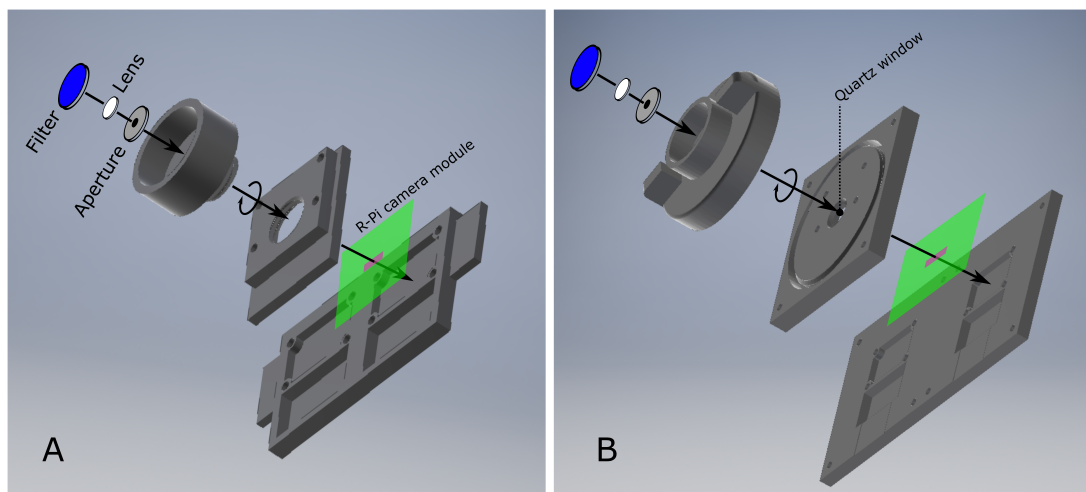 Filter
Lens
Aperture
R-Pi camera module
A
Quartz window
B